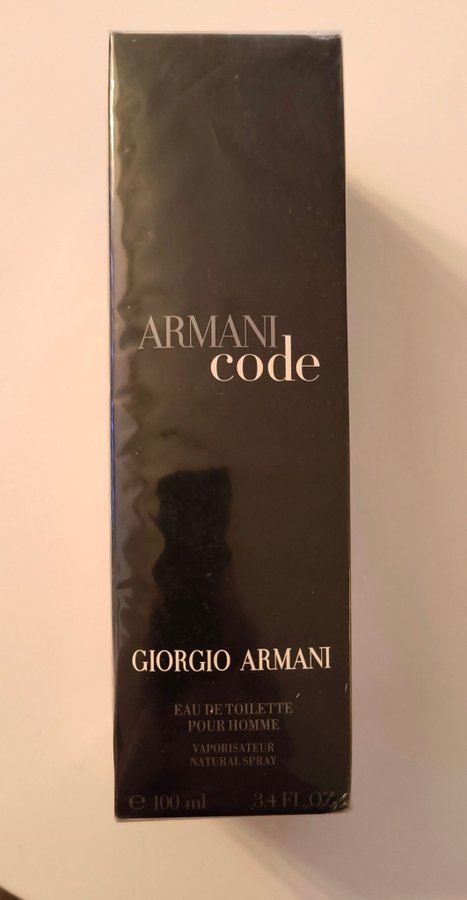 ARMANI
code
GIORGIO ARMANI
EAU DE TOILETTE
POUR HOMME
VAPORISATEUR
NATURAL SPRAY
℮ 100 ml 3.4 FL OZ